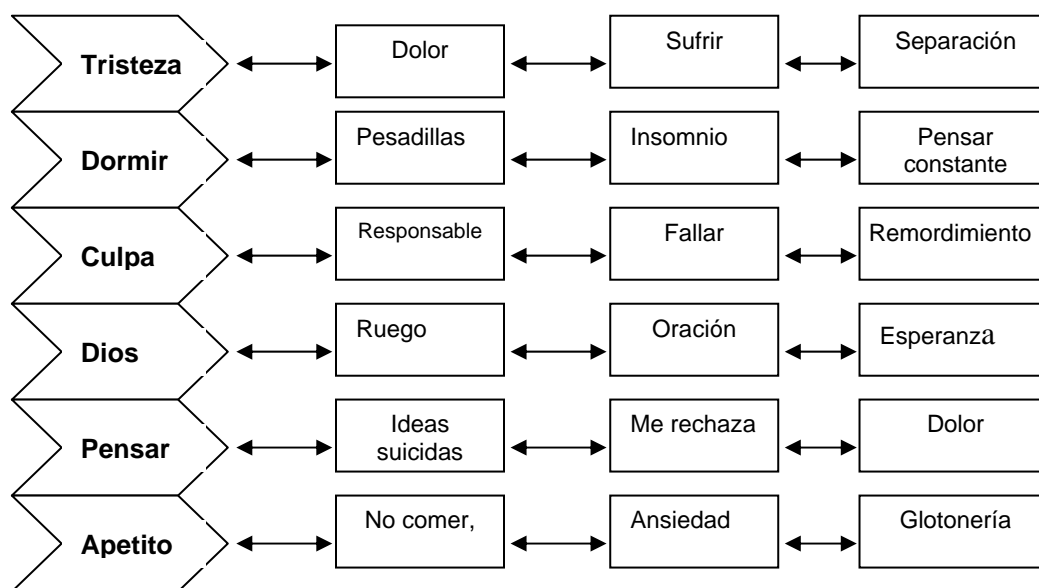 Tristeza
Dolor
Sufrir
Separación
Dormir
Pesadillas
Insomnio
Pensar
constante
Culpa
Responsable
Fallar
Remordimiento
Dios
Ruego
Oración
Esperanza
Pensar
Ideas
suicidas
Me rechaza
Dolor
Apetito
No comer,
Ansiedad
Glotonería